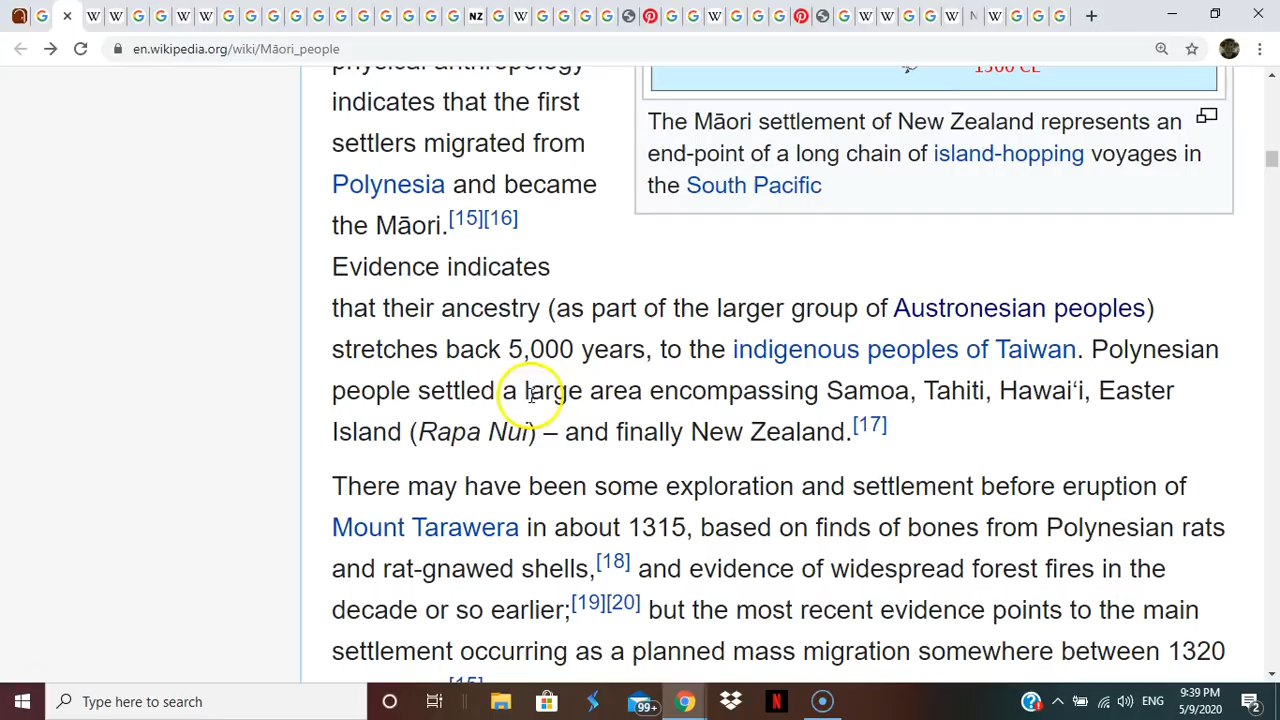 NZ
en.wikipedia.org/wiki/Māori_people
indicates that the first
settlers migrated from
Polynesia and became
the Māori.[15][16]
The Māori settlement of New Zealand represents an
end-point of a long chain of island-hopping voyages in
the South Pacific
Evidence indicates
that their ancestry (as part of the larger group of Austronesian peoples)
stretches back 5,000 years, to the indigenous peoples of Taiwan. Polynesian
people settled a large area encompassing Samoa, Tahiti, Hawaiʻi, Easter
Island (Rapa Nui) – and finally New Zealand.[17]
There may have been some exploration and settlement before eruption of
Mount Tarawera in about 1315, based on finds of bones from Polynesian rats
and rat-gnawed shells,[18] and evidence of widespread forest fires in the
decade or so earlier;[19][20] but the most recent evidence points to the main
settlement occurring as a planned mass migration somewhere between 1320
Type here to search
99+
ENG
9:39 PM
5/9/2020
2